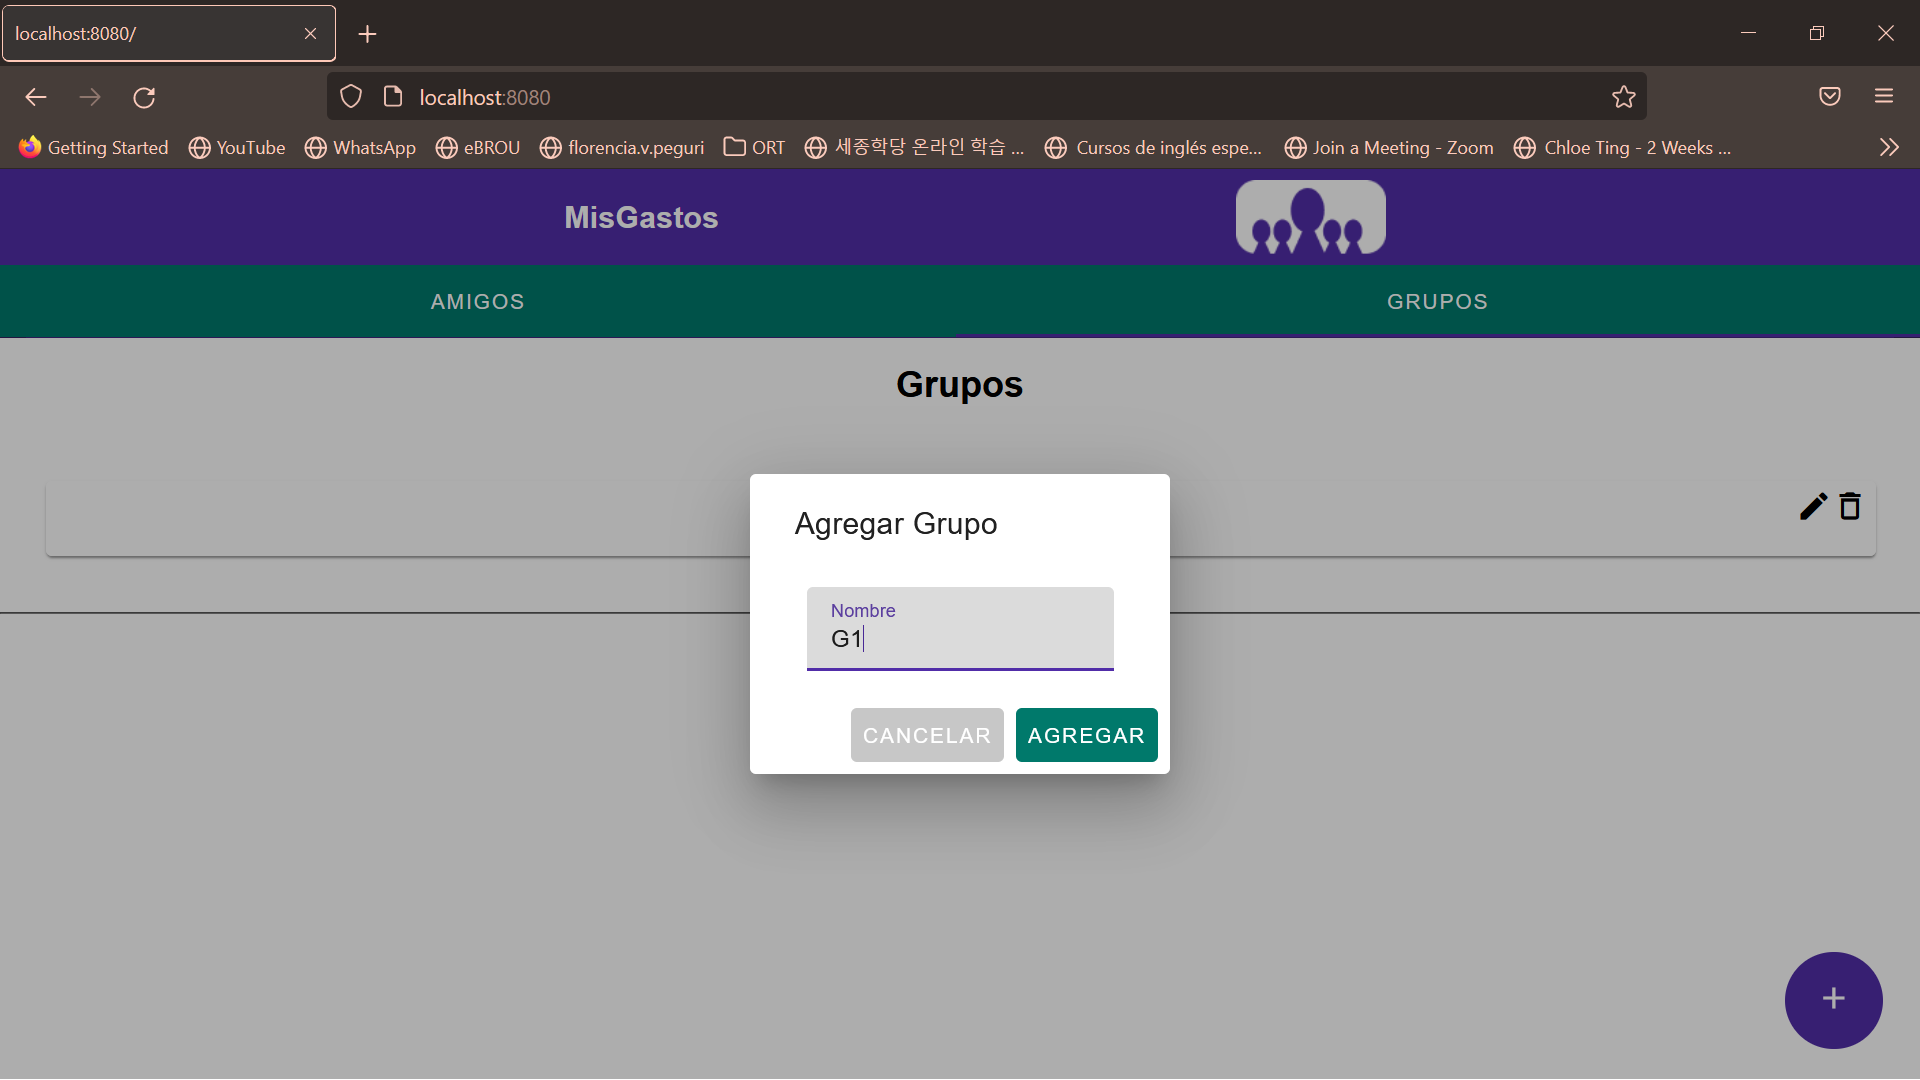 localhost:8080/
localhost:8080
Getting Started YouTube WhatsApp eBROU florencia.v.peguri ORT 세종학당 온라인 학습 ... Cursos de inglés espe... Join a Meeting - Zoom Chloe Ting - 2 Weeks ...
MisGastos
AMIGOS GRUPOS
Grupos
Agregar Grupo
Nombre
G1
CANCELAR AGREGAR